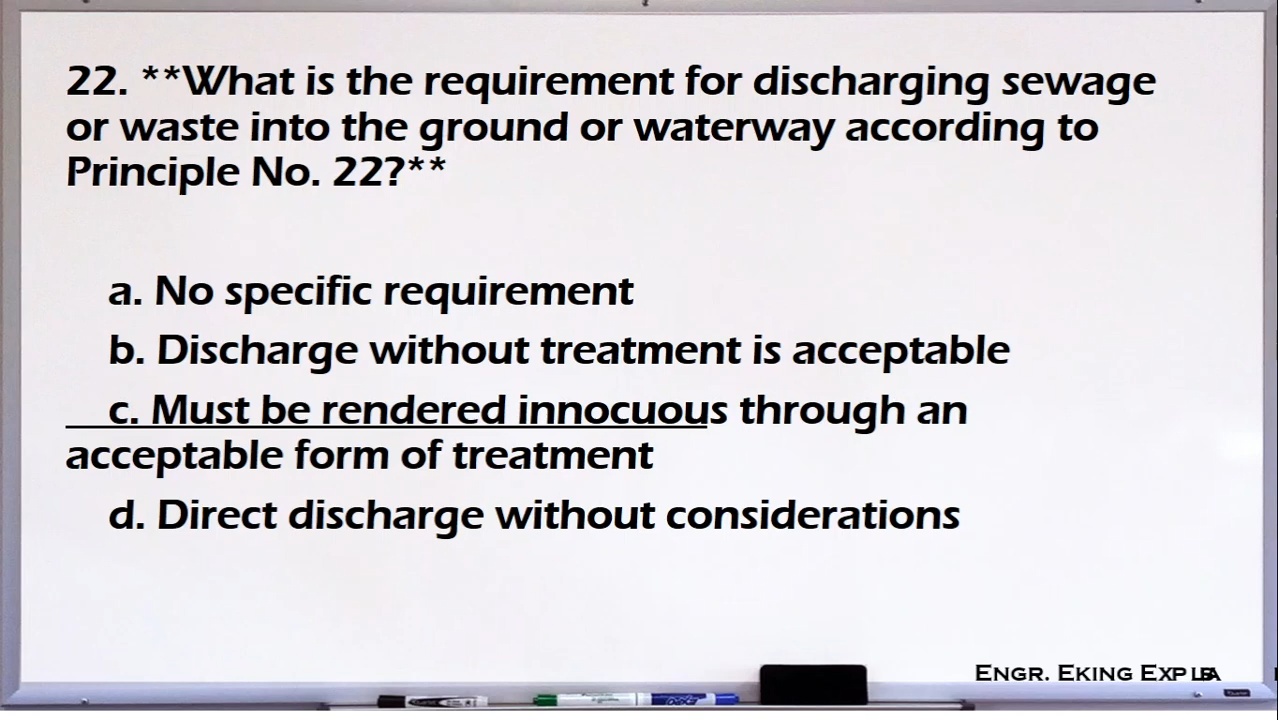 22. **What is the requirement for discharging sewage
or waste into the ground or waterway according to
Principle No. 22?**
a. No specific requirement
b. Discharge without treatment is acceptable
c. Must be rendered innocuous through an
acceptable form of treatment
d. Direct discharge without considerations
Engr. Eking Exp